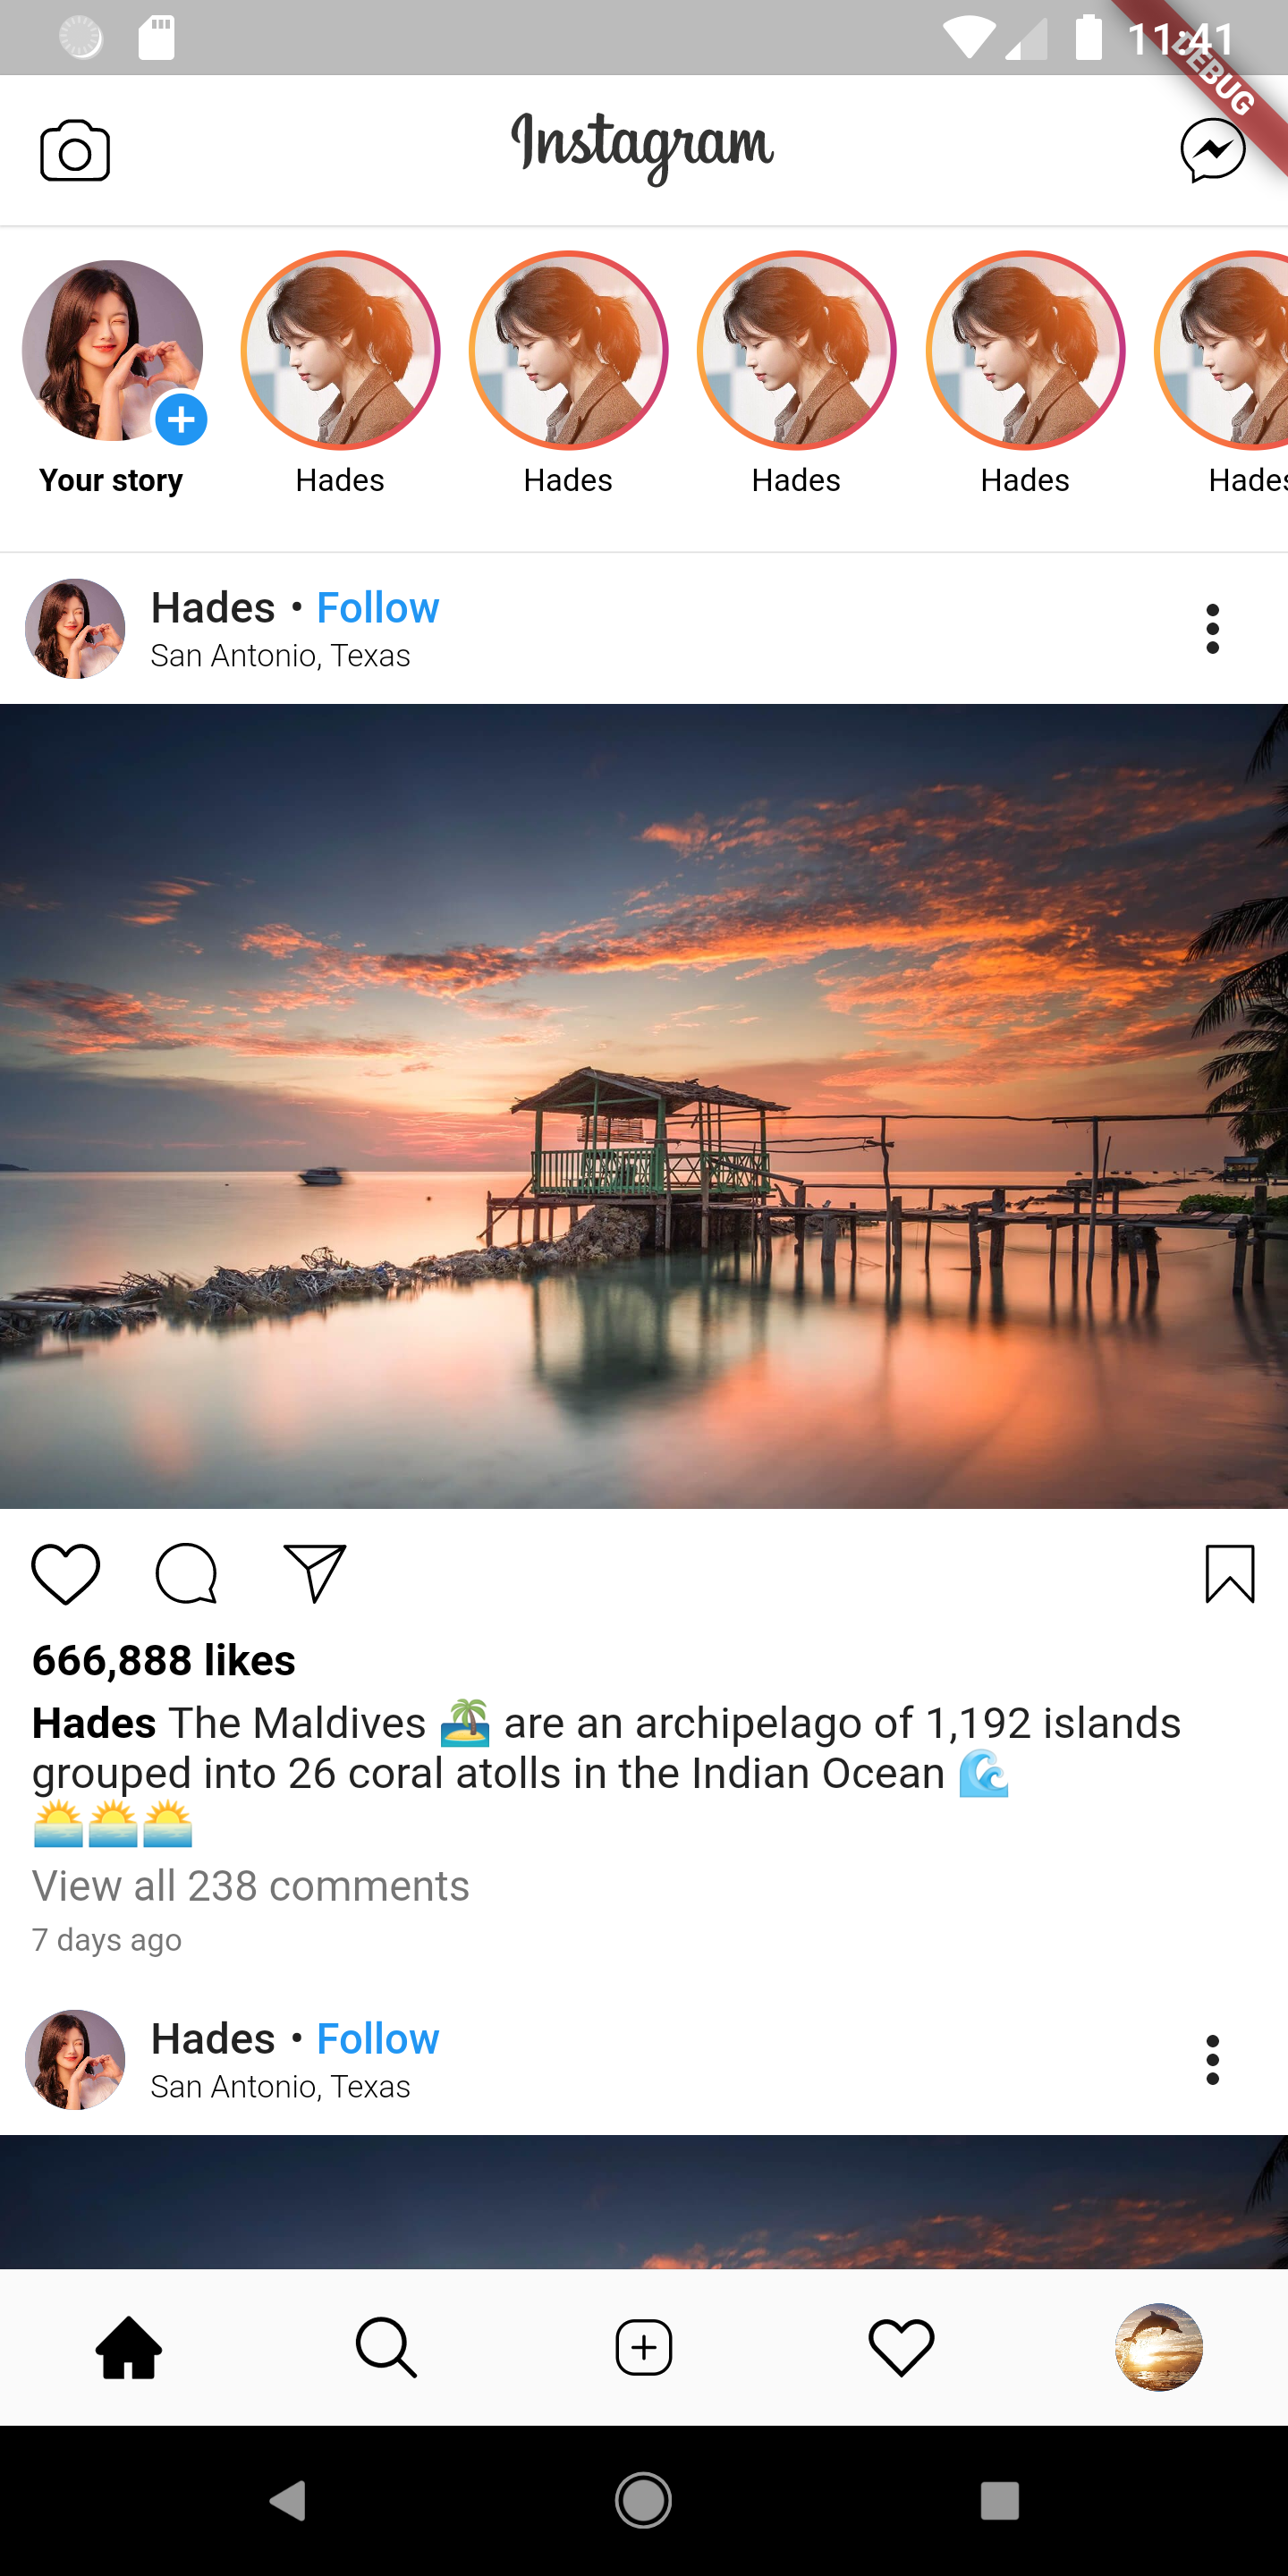 11:41
DEBUG
Instagram
Your story
Hades
Hades
Hades
Hades
Hades
Hades • Follow
San Antonio, Texas
666,888 likes
Hades The Maldives 🏝️ are an archipelago of 1,192 islands
grouped into 26 coral atolls in the Indian Ocean 🌊
🌅🌅🌅
View all 238 comments
7 days ago
Hades • Follow
San Antonio, Texas